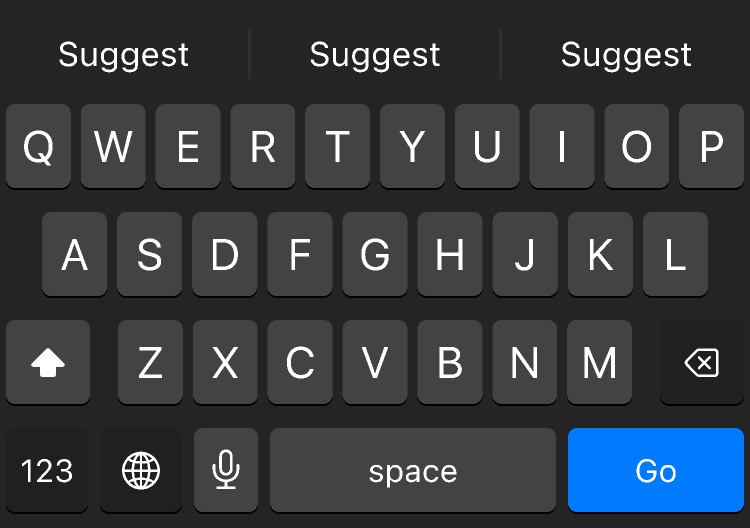 Suggest Suggest Suggest
Q W E R T Y U I O P
A S D F G H J K L
Z X C V B N M
123 space Go